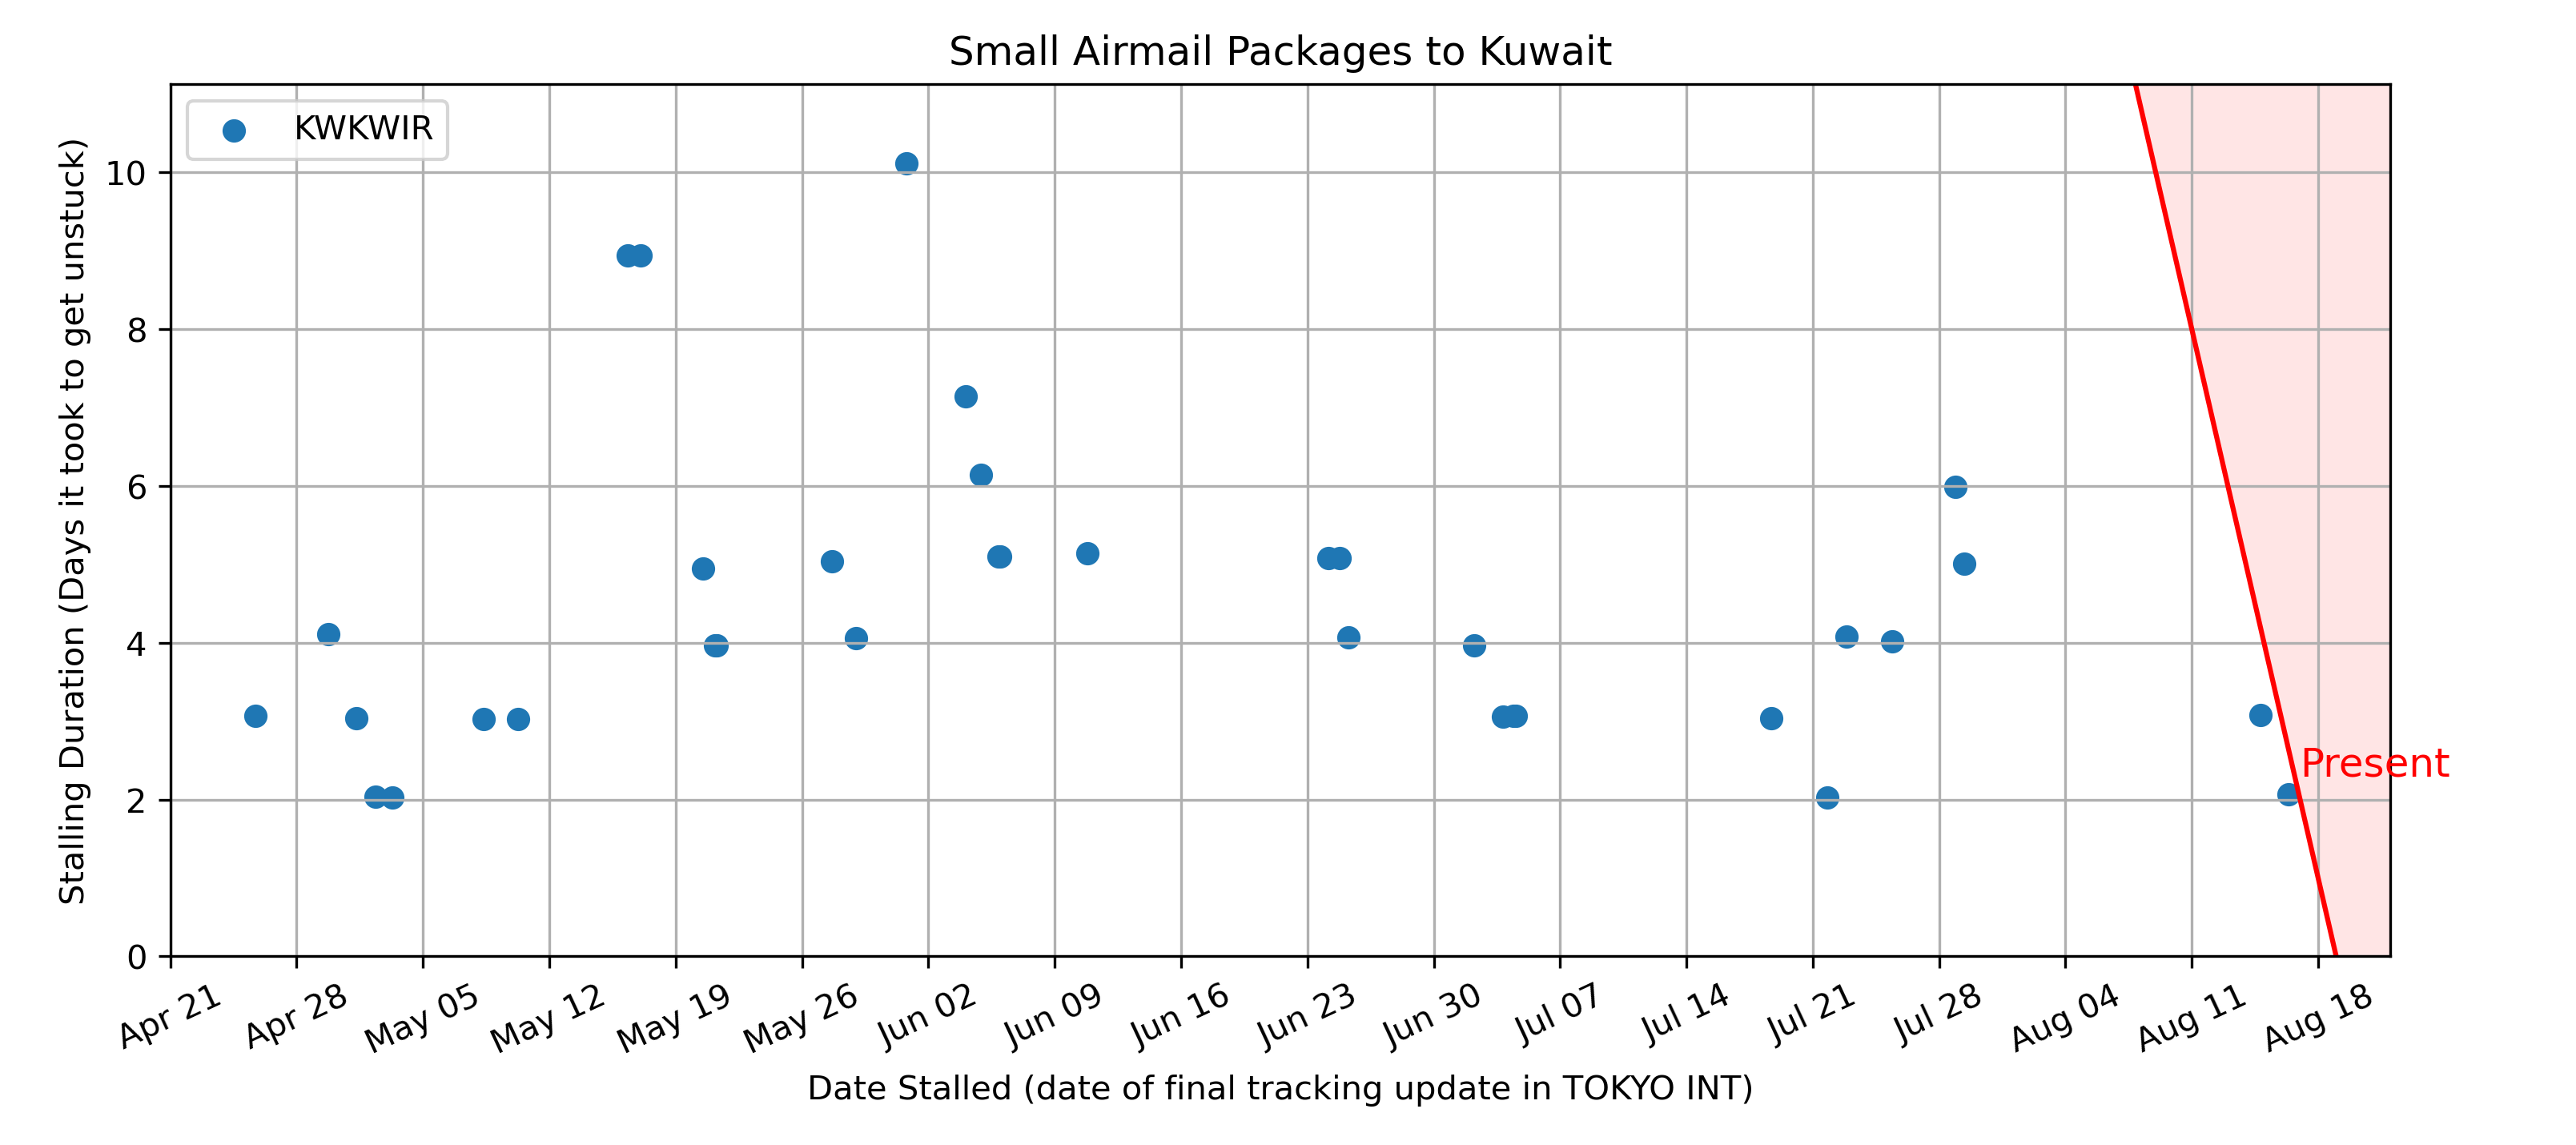 Small Airmail Packages to Kuwait
KWKWIR
Stalling Duration (Days it took to get unstuck)
10
8
6
4
2
0
Present
Apr 21
Apr 28
May 05
May 12
May 19
May 26
Jun 02
Jun 09
Jun 16
Jun 23
Jun 30
Jul 07
Jul 14
Jul 21
Jul 28
Aug 04
Aug 11
Aug 18
Date Stalled (date of final tracking update in TOKYO INT)